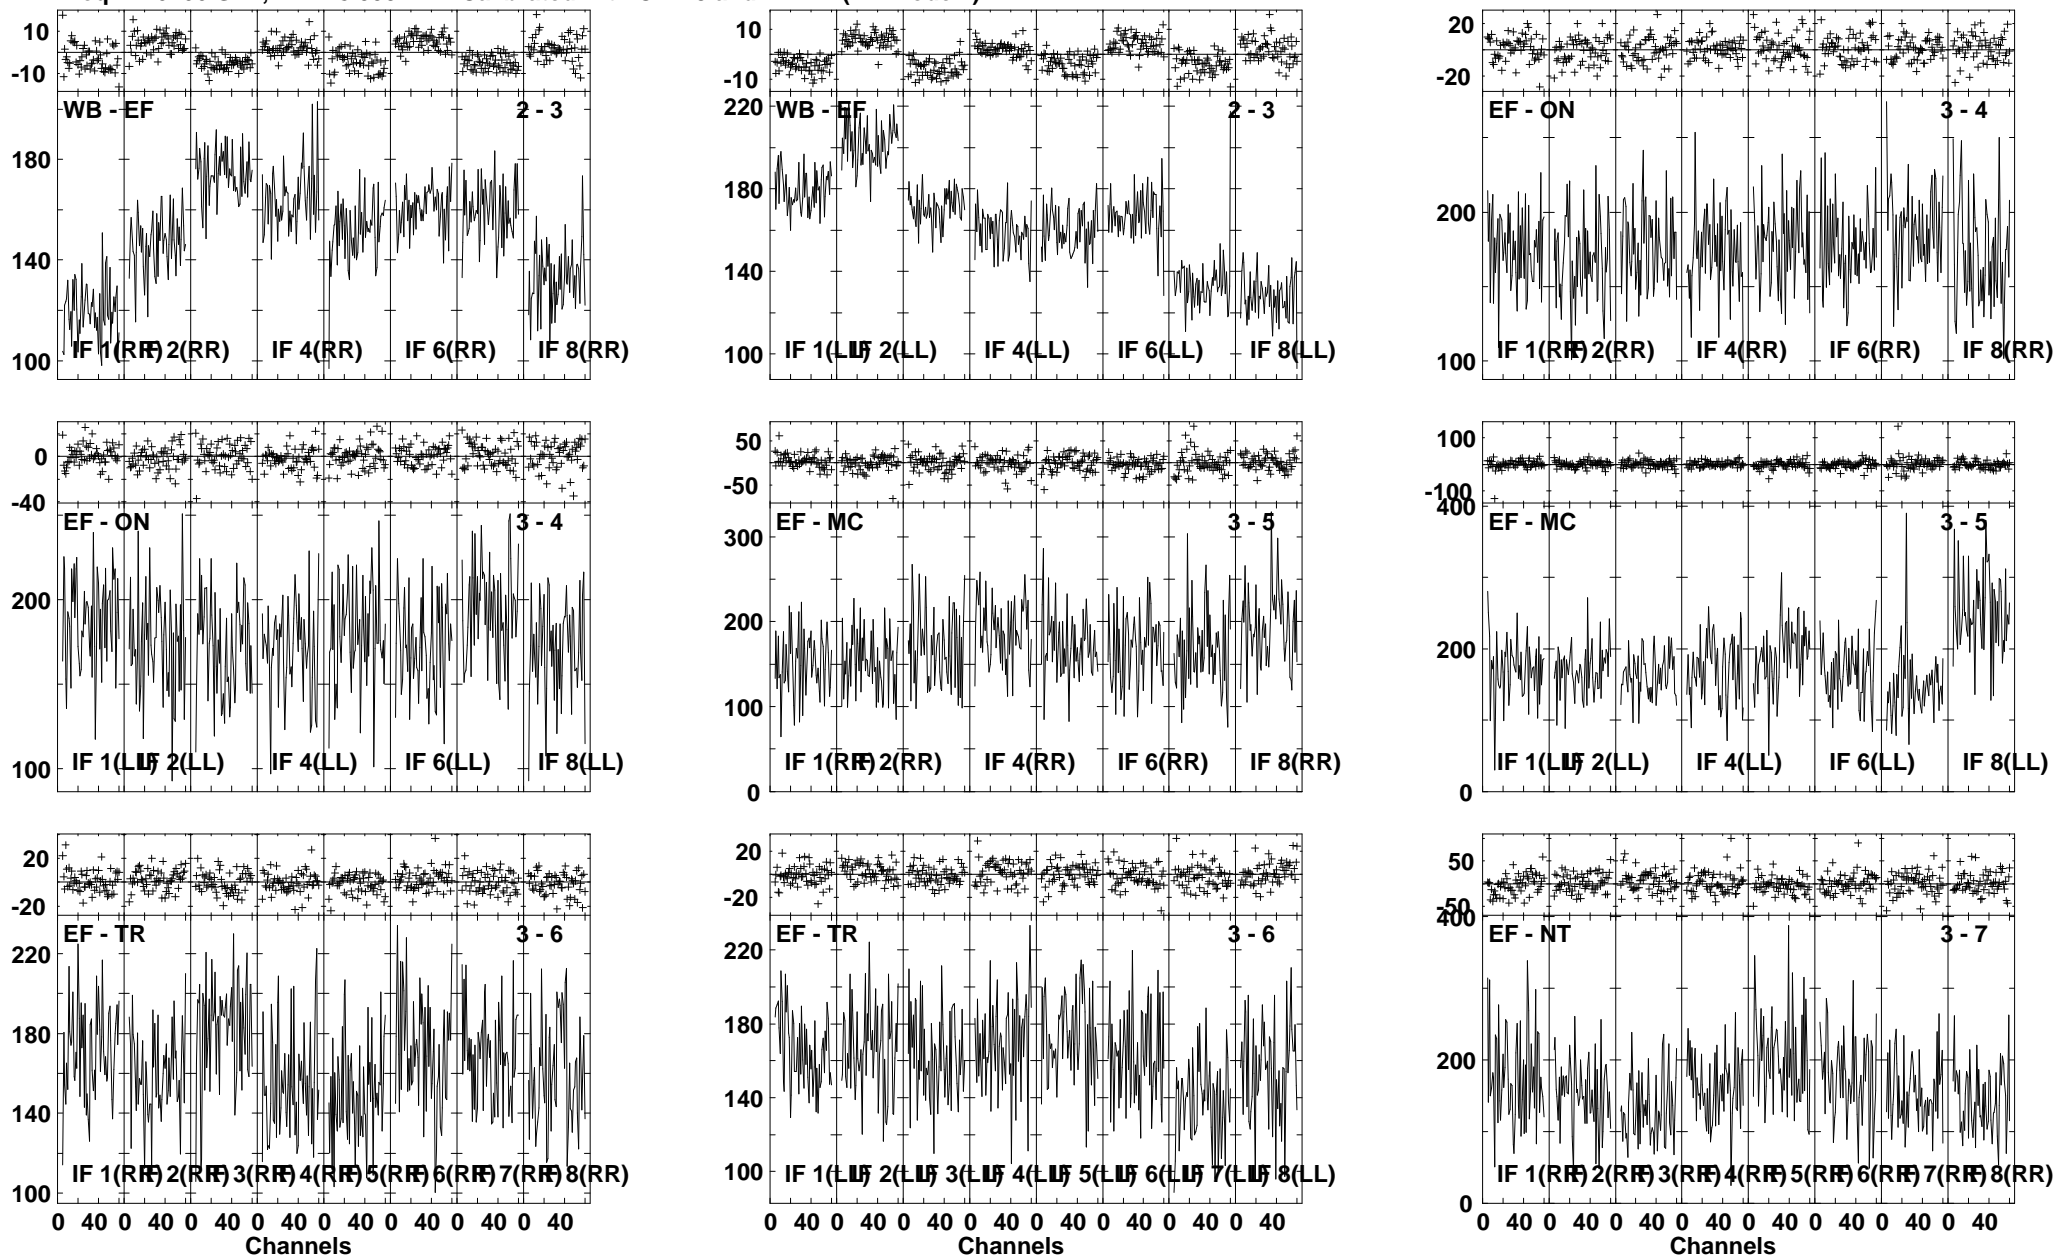 10
-10
WB - EF 2 - 3
180
140
100
IF 1(RR) IF 2(RR) IF 4(RR) IF 6(RR) IF 8(RR)
10
-10
WB - EF 2 - 3
220
180
140
100
IF 1(LL) IF 2(LL) IF 4(LL) IF 6(LL) IF 8(LL)
20
-20
EF - ON 3 - 4
200
100
IF 1(RR) IF 2(RR) IF 4(RR) IF 6(RR) IF 8(RR)
0
-40
EF - ON 3 - 4
200
100
IF 1(LL) IF 2(LL) IF 4(LL) IF 6(LL) IF 8(LL)
50
-50
EF - MC 3 - 5
300
200
100
0
IF 1(RR) IF 2(RR) IF 4(RR) IF 6(RR) IF 8(RR)
100
-100
400
EF - MC 3 - 5
200
0
IF 1(LL) IF 2(LL) IF 4(LL) IF 6(LL) IF 8(LL)
20
-20
EF - TR 3 - 6
220
180
140
100
IF 1(RR) IF 2(RR) IF 3(RR) IF 4(RR) IF 5(RR) IF 6(RR) IF 7(RR) IF 8(RR)
0 40 0 40 0 40 0 40 0 40 0 40 0 40 0 40
Channels
20
-20
EF - TR 3 - 6
220
180
140
100
IF 1(LL) IF 2(LL) IF 3(LL) IF 4(LL) IF 5(LL) IF 6(LL) IF 7(LL) IF 8(LL)
0 40 0 40 0 40 0 40 0 40 0 40 0 40 0 40
Channels
50
-50
400
EF - NT 3 - 7
200
0
IF 1(RR) IF 2(RR) IF 3(RR) IF 4(RR) IF 5(RR) IF 6(RR) IF 7(RR) IF 8(RR)
0 40 0 40 0 40 0 40 0 40 0 40 0 40 0 40
Channels